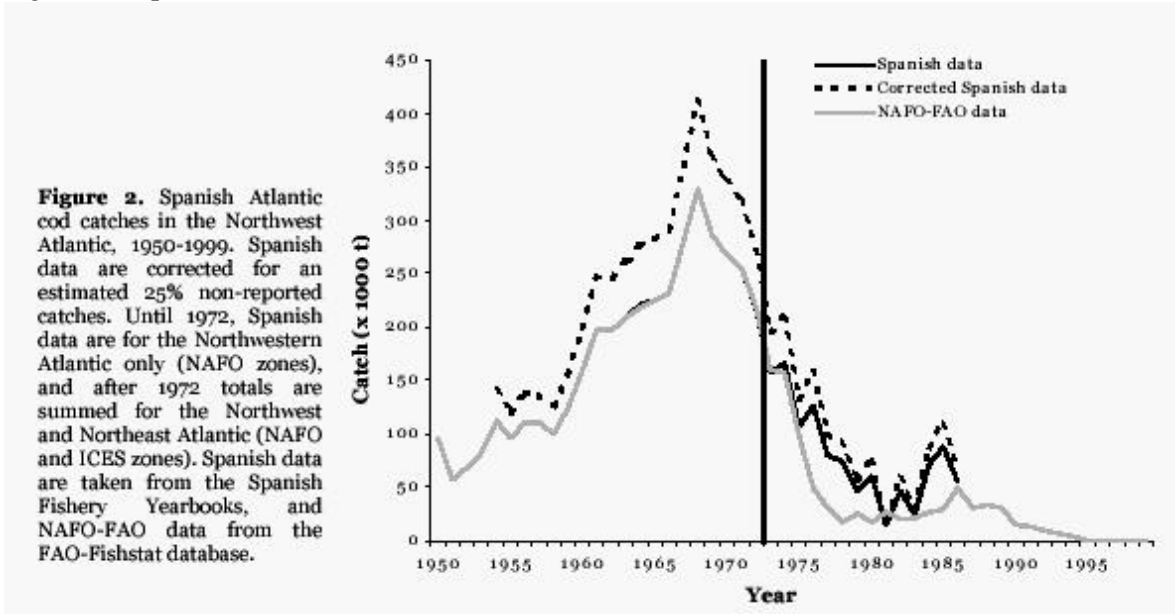 Figure 2. Spanish Atlantic
cod catches in the Northwest
Atlantic, 1950-1999. Spanish
data are corrected for an
estimated 25% non-reported
catches. Until 1972, Spanish
data are for the Northwestern
Atlantic only (NAFO zones),
and after 1972 totals are
summed for the Northwest
and Northeast Atlantic (NAFO
and ICES zones). Spanish data
are taken from the Spanish
Fishery Yearbooks, and
NAFO-FAO data from the
FAO-Fishstat database.
Spanish data
Corrected Spanish data
NAFO-FAO data
Catch (x 1000 t)
450
400
350
300
250
200
150
100
50
0
1950 1955 1960 1965 1970 1975 1980 1985 1990 1995
Year